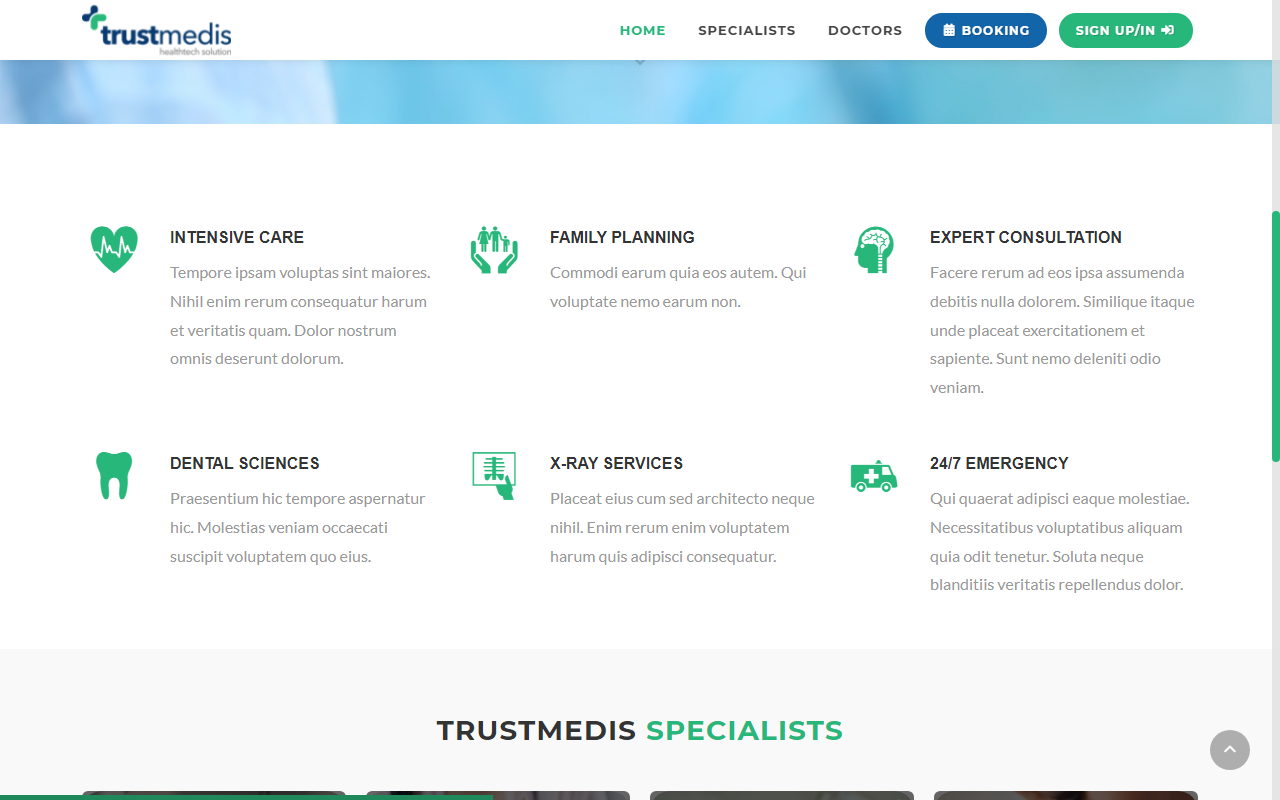 trustmedis
healthtech solution
HOME
SPECIALISTS
DOCTORS
BOOKING
SIGN UP/IN
INTENSIVE CARE
Tempore ipsam voluptas sint maiores.
Nihil enim rerum consequatur harum
et veritatis quam. Dolor nostrum
omnis deserunt dolorum.
FAMILY PLANNING
Commodi earum quia eos autem. Qui
voluptate nemo earum non.
EXPERT CONSULTATION
Facere rerum ad eos ipsa assumenda
debitis nulla dolorem. Similique itaque
unde placeat exercitationem et
sapiente. Sunt nemo deleniti odio
veniam.
DENTAL SCIENCES
Praesentium hic tempore aspernatur
hic. Molestias veniam occaecati
suscipit voluptatem quo eius.
X-RAY SERVICES
Placeat eius cum sed architecto neque
nihil. Enim rerum enim voluptatem
harum quis adipisci consequatur.
24/7 EMERGENCY
Qui quaerat adipisci eaque molestiae.
Necessitatibus voluptatibus aliquam
quia odit tenetur. Soluta neque
blanditiis veritatis repellendus dolor.
TRUSTMEDIS SPECIALISTS